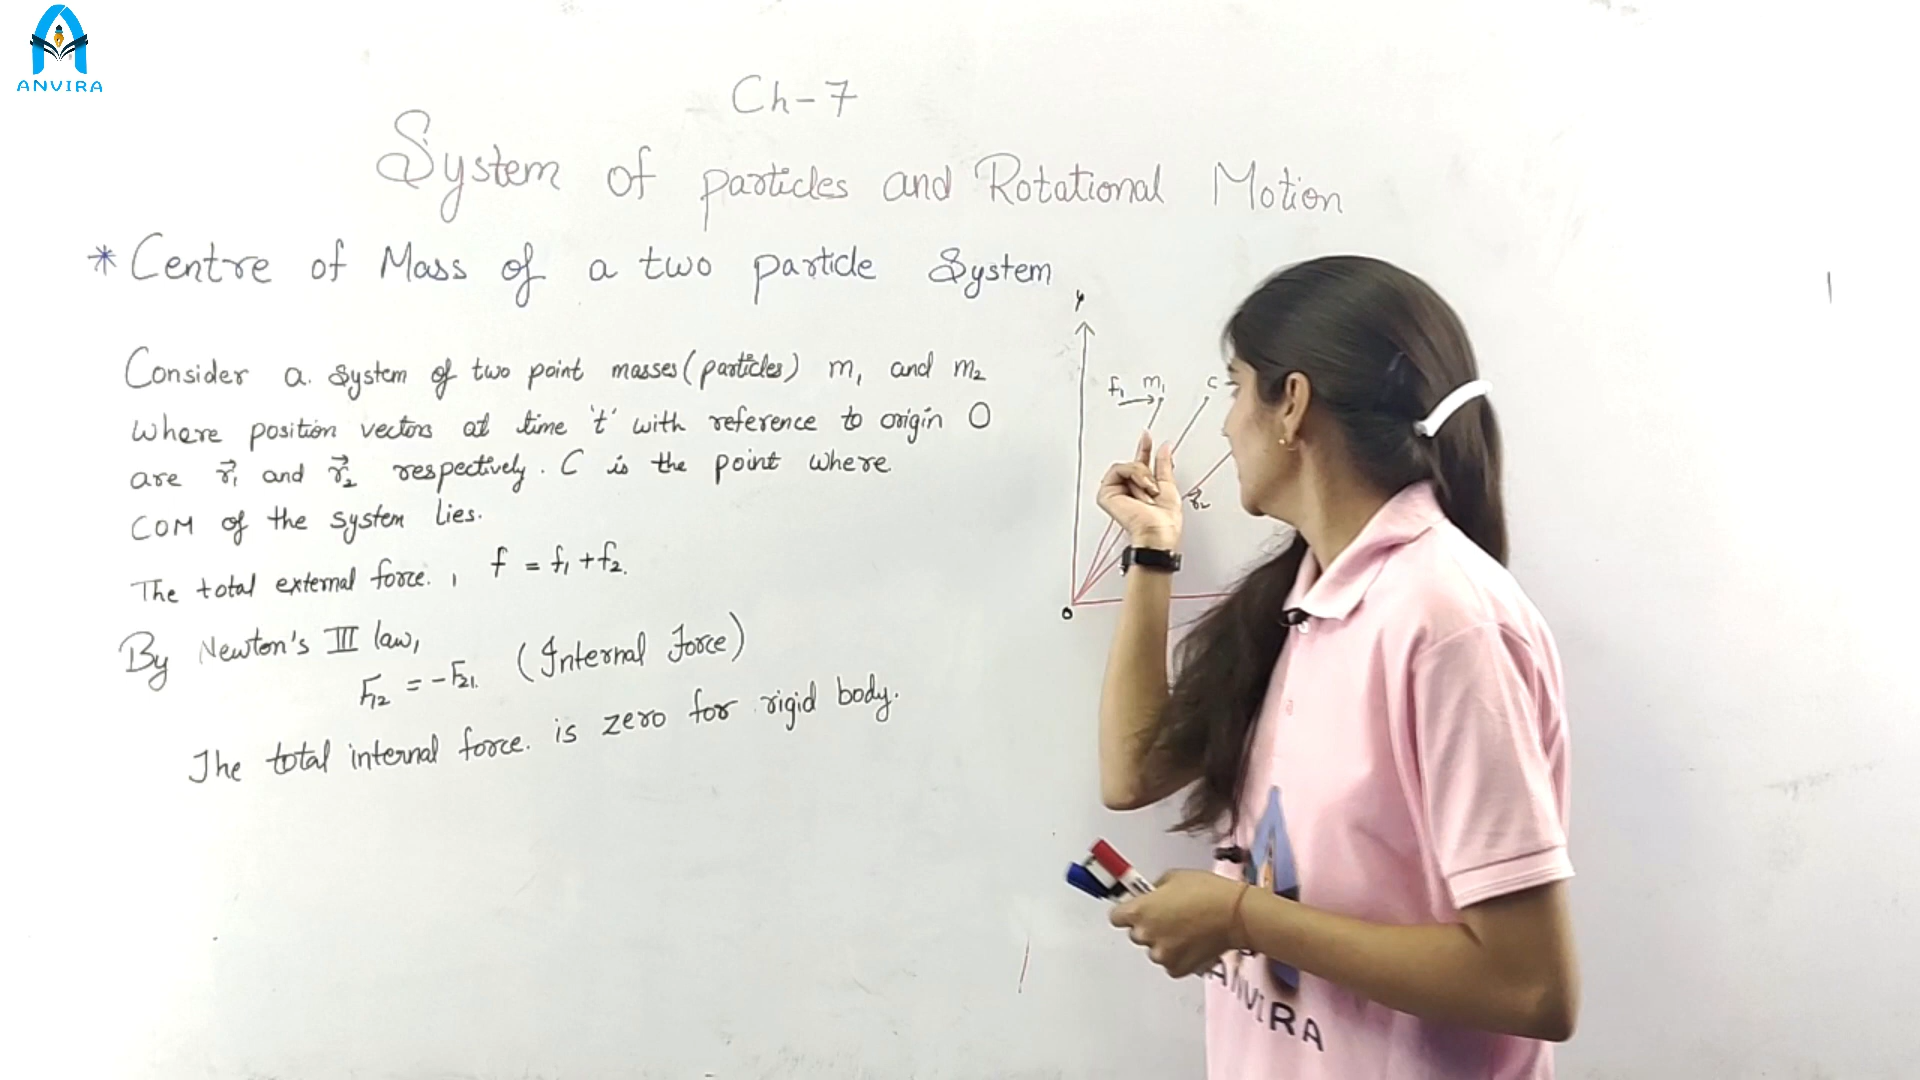 ANVIRA
Ch-7
System of particles and Rotational Motion
* Centre of Mass of a two particle System
Consider a system of two point masses (particles) m₁ and m₂
where position vectors at time 't' with reference to origin O
are r⃗₁ and r⃗₂ respectively. C is the point where
COM of the system lies.
The total external force, f = f₁ + f₂.
By Newton's III law,
F₁₂ = -F₂₁. (Internal Force)
The total internal force is zero for rigid body.
Y
f₁ m₁ C
r⃗₂
O
ANVIRA